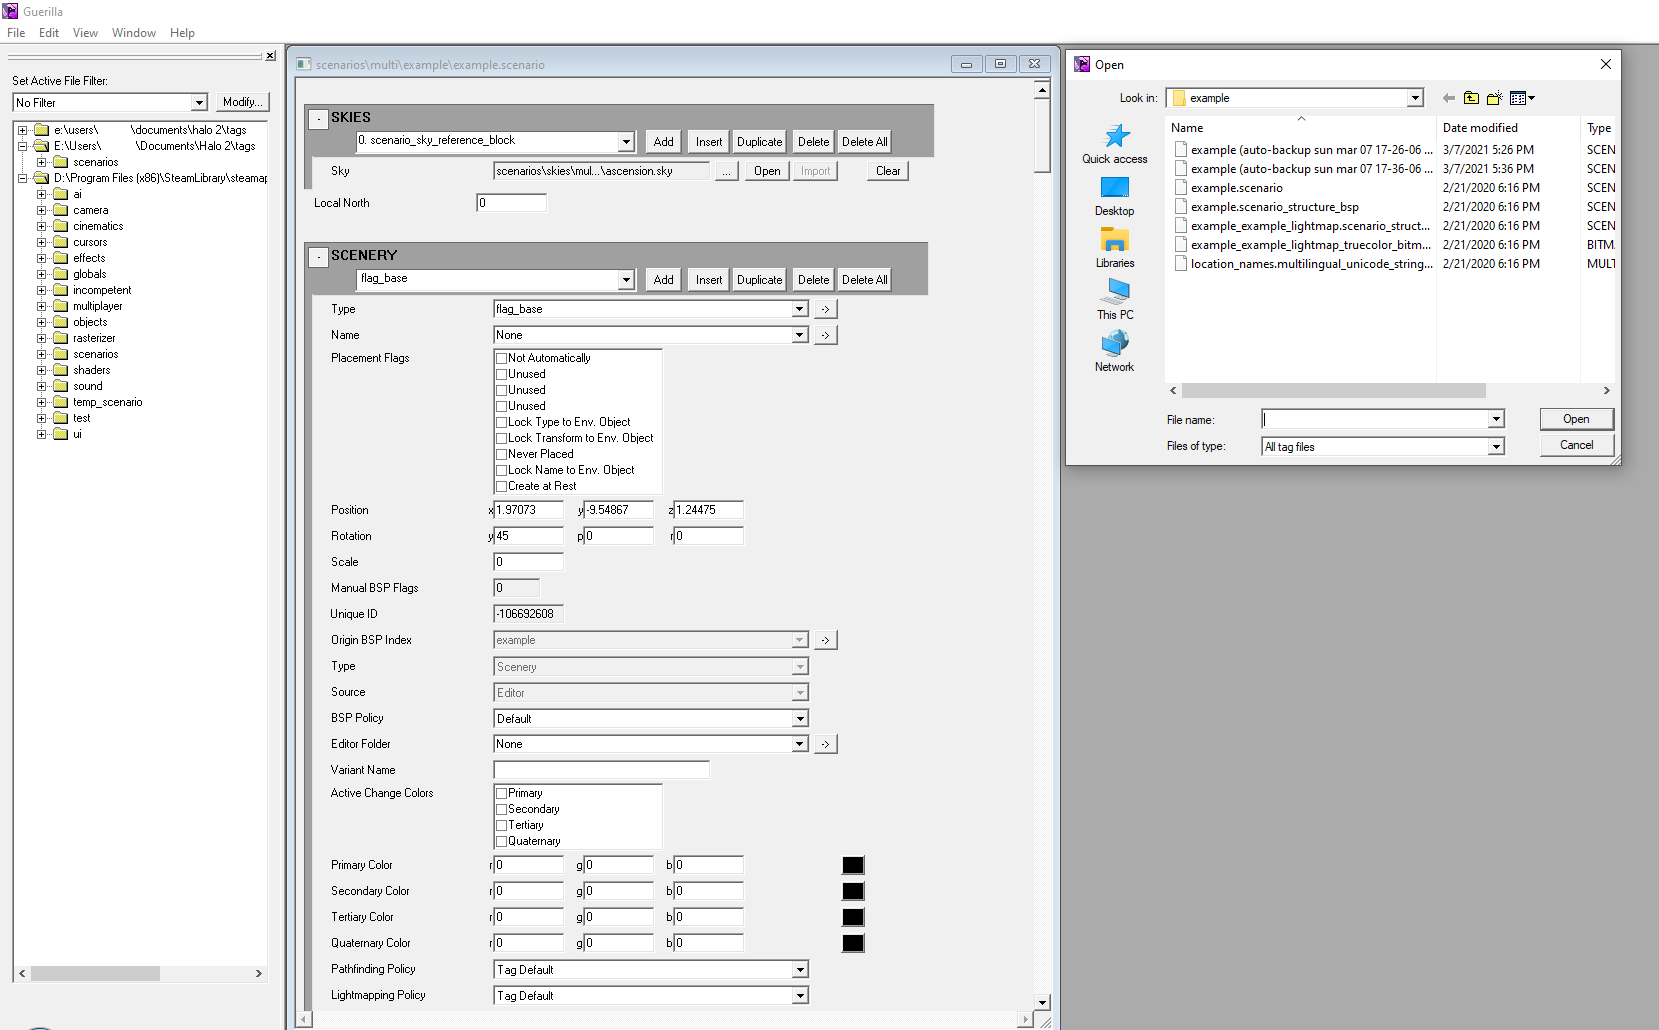 Guerilla
File Edit View Window Help
Set Active File Filter:
No Filter Modify...
e:\users\ \documents\halo 2\tags
E:\Users\ \Documents\Halo 2\tags
scenarios
D:\Program Files (x86)\SteamLibrary\steamap
ai
camera
cinematics
cursors
effects
globals
incompetent
multiplayer
objects
rasterizer
scenarios
shaders
sound
temp_scenario
test
ui
scenarios\multi\example\example.scenario
- SKIES
0. scenario_sky_reference_block Add Insert Duplicate Delete Delete All
Sky scenarios\skies\mul...\ascension.sky ... Open Import Clear
Local North 0
- SCENERY
flag_base Add Insert Duplicate Delete Delete All
Type flag_base ->
Name None ->
Placement Flags Not Automatically
Unused
Unused
Unused
Lock Type to Env. Object
Lock Transform to Env. Object
Never Placed
Lock Name to Env. Object
Create at Rest
Position x 1.97073 y -9.54867 z 1.24475
Rotation y 45 p 0 r 0
Scale 0
Manual BSP Flags 0
Unique ID -106692608
Origin BSP Index example ->
Type Scenery
Source Editor
BSP Policy Default
Editor Folder None ->
Variant Name
Active Change Colors Primary
Secondary
Tertiary
Quaternary
Primary Color r 0 g 0 b 0
Secondary Color r 0 g 0 b 0
Tertiary Color r 0 g 0 b 0
Quaternary Color r 0 g 0 b 0
Pathfinding Policy Tag Default
Lightmapping Policy Tag Default
Open
Look in: example
Quick access
Desktop
Libraries
This PC
Network
Name Date modified Type
example (auto-backup sun mar 07 17-26-06 ... 3/7/2021 5:26 PM SCEN
example (auto-backup sun mar 07 17-36-06 ... 3/7/2021 5:36 PM SCEN
example.scenario 2/21/2020 6:16 PM SCEN
example.scenario_structure_bsp 2/21/2020 6:16 PM SCEN
example_example_lightmap.scenario_struct... 2/21/2020 6:16 PM SCEN
example_example_lightmap_truecolor_bitm... 2/21/2020 6:16 PM BITM
location_names.multilingual_unicode_string... 2/21/2020 6:16 PM MULT
File name: Open
Files of type: All tag files Cancel